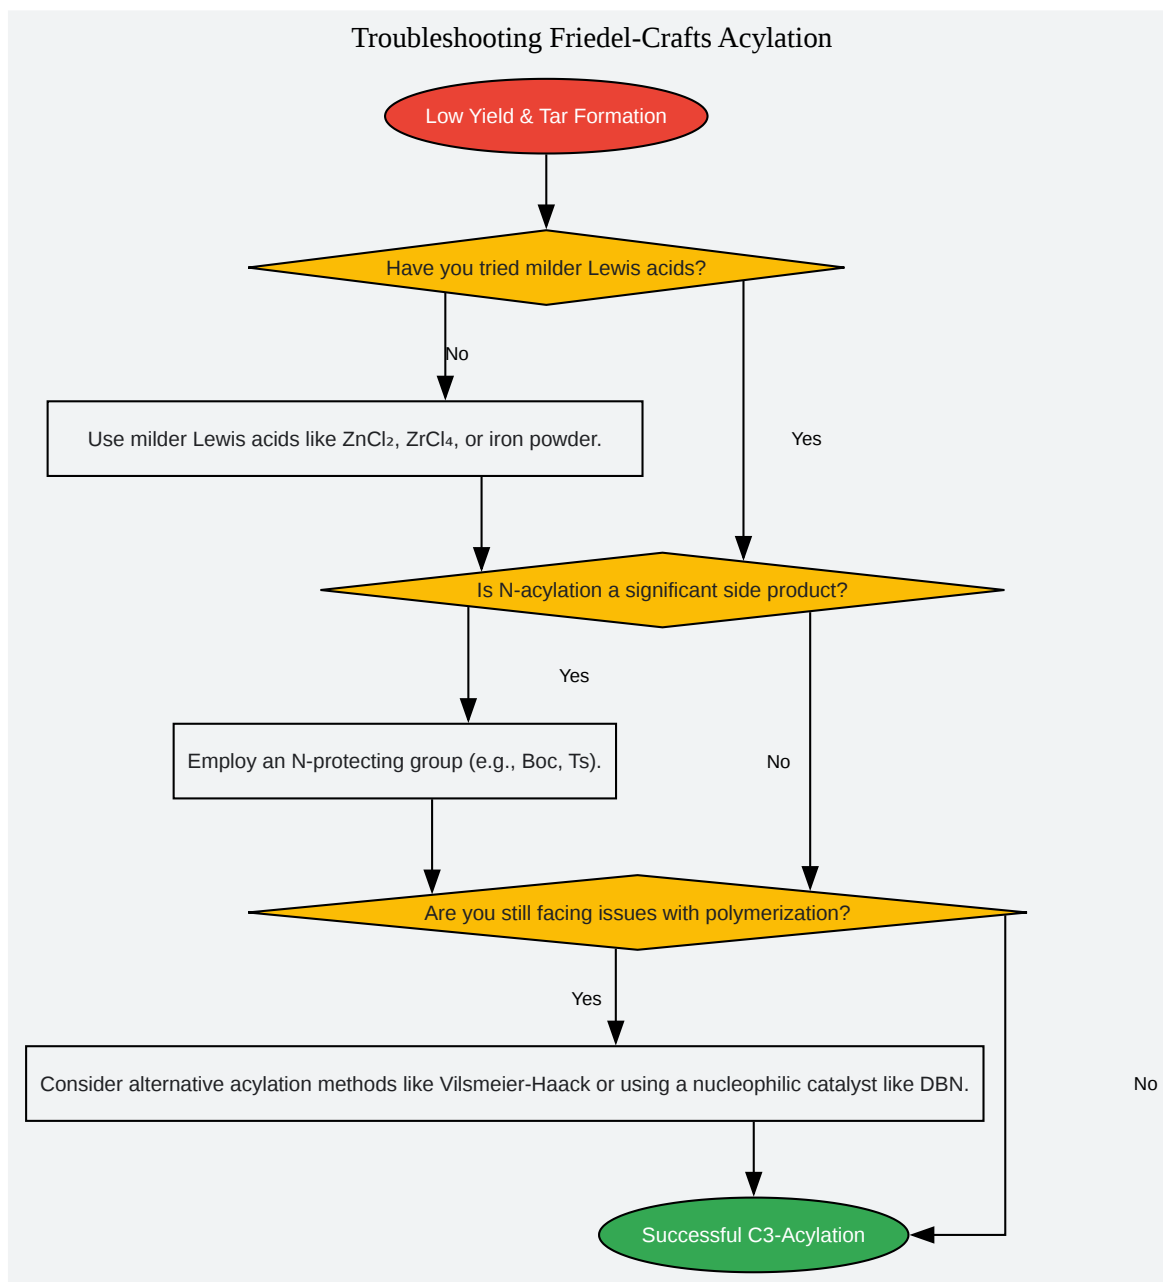 Troubleshooting Friedel-Crafts Acylation
Low Yield & Tar Formation
Have you tried milder Lewis acids?
No
Use milder Lewis acids like ZnCl₂, ZrCl₄, or iron powder.
Yes
Is N-acylation a significant side product?
Yes
Employ an N-protecting group (e.g., Boc, Ts).
No
Are you still facing issues with polymerization?
Yes
Consider alternative acylation methods like Vilsmeier-Haack or using a nucleophilic catalyst like DBN.
No
Successful C3-Acylation